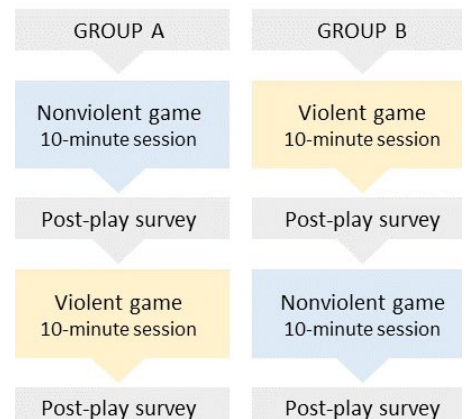 GROUP A
Nonviolent game
10-minute session
Post-play survey
Violent game
10-minute session
Post-play survey
GROUP B
Violent game
10-minute session
Post-play survey
Nonviolent game
10-minute session
Post-play survey